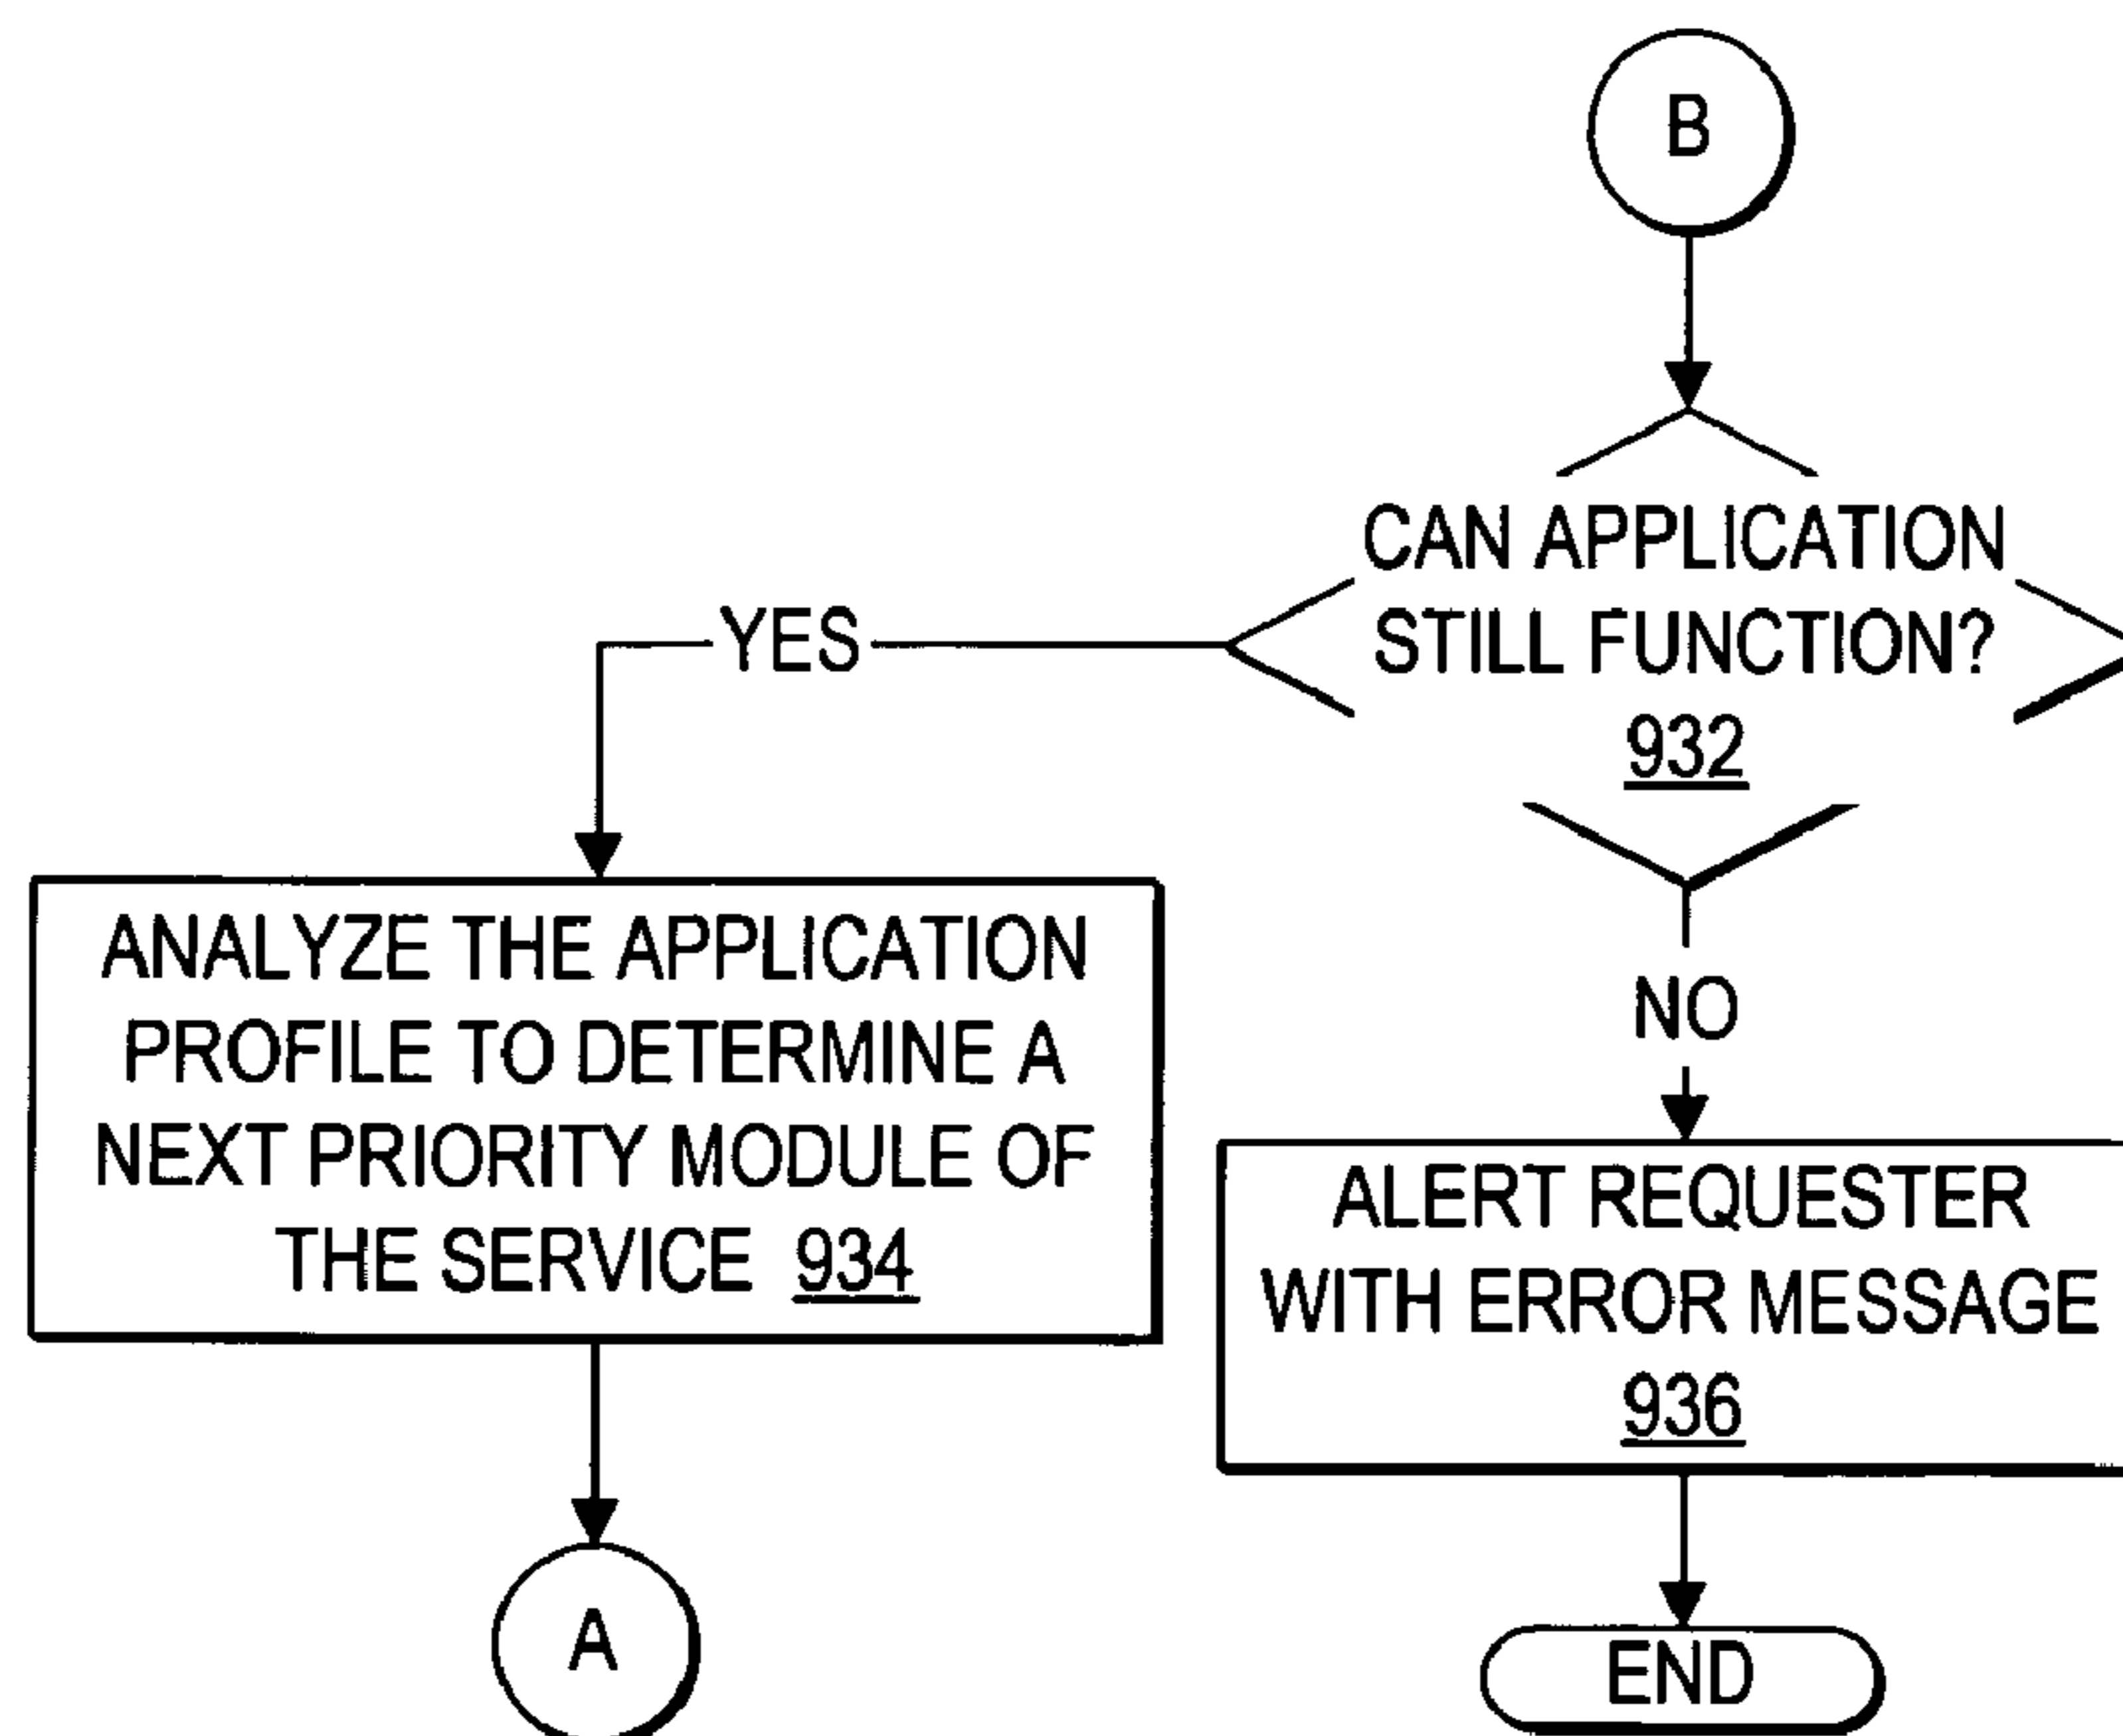 B
CAN APPLICATION
STILL FUNCTION?
932
YES
NO
ANALYZE THE APPLICATION
PROFILE TO DETERMINE A
NEXT PRIORITY MODULE OF
THE SERVICE 934
ALERT REQUESTER
WITH ERROR MESSAGE
936
A
END